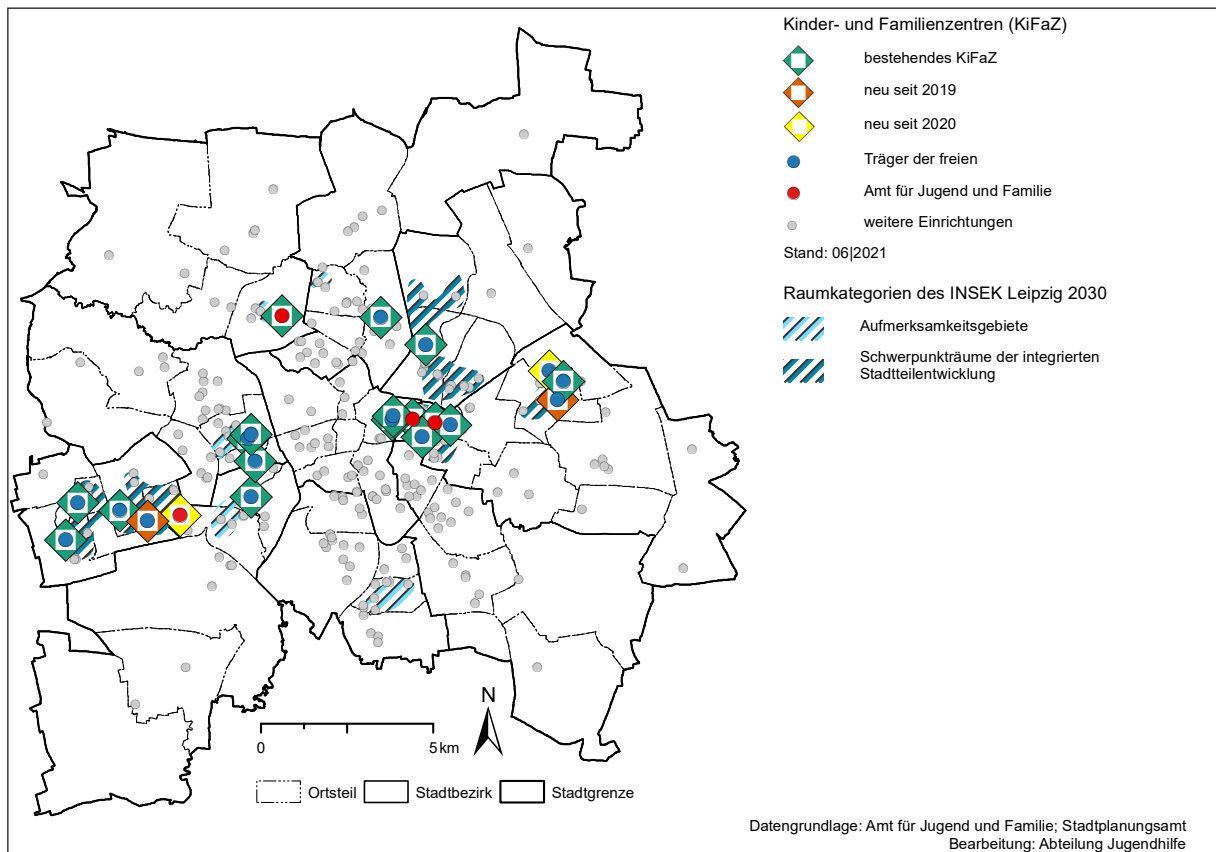 Kinder- und Familienzentren (KiFaZ)
bestehendes KiFaZ
neu seit 2019
neu seit 2020
Träger der freien
Amt für Jugend und Familie
weitere Einrichtungen
Stand: 06|2021
Raumkategorien des INSEK Leipzig 2030
Aufmerksamkeitsgebiete
Schwerpunkträume der integrierten
Stadtteilentwicklung
N
0 5 km
Ortsteil Stadtbezirk Stadtgrenze
Datengrundlage: Amt für Jugend und Familie; Stadtplanungsamt
Bearbeitung: Abteilung Jugendhilfe